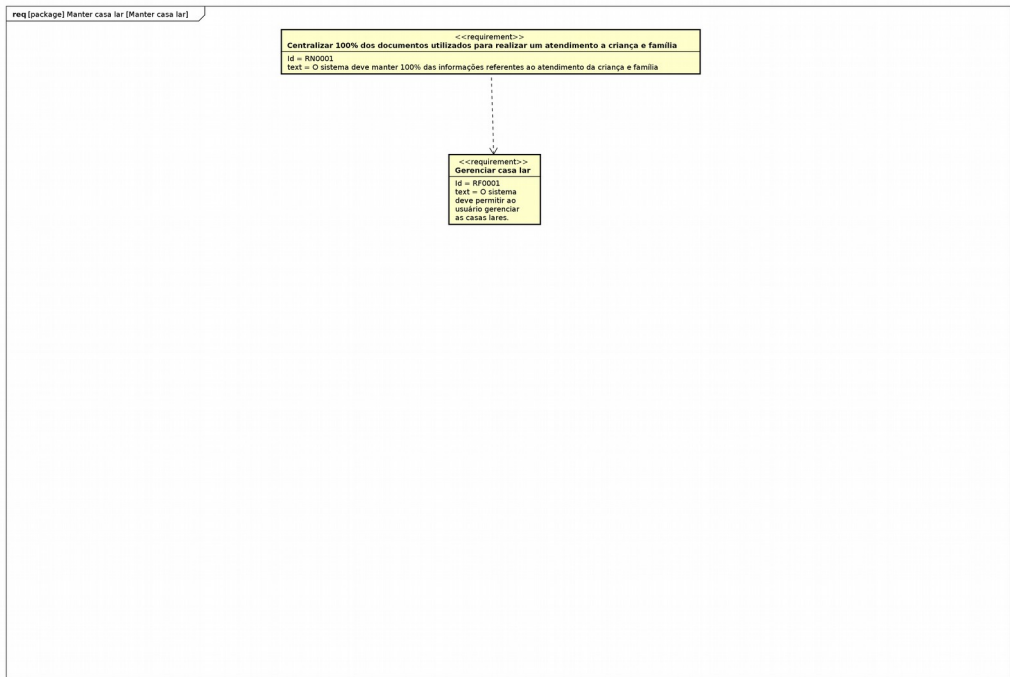 req [package] Manter casa lar [Manter casa lar]
<<requirement>>
Centralizar 100% dos documentos utilizados para realizar um atendimento a criança e família
Id = RN0001
text = O sistema deve manter 100% das informações referentes ao atendimento da criança e família
<<requirement>>
Gerenciar casa lar
Id = RF0001
text = O sistema
deve permitir ao
usuário gerenciar
as casas lares.